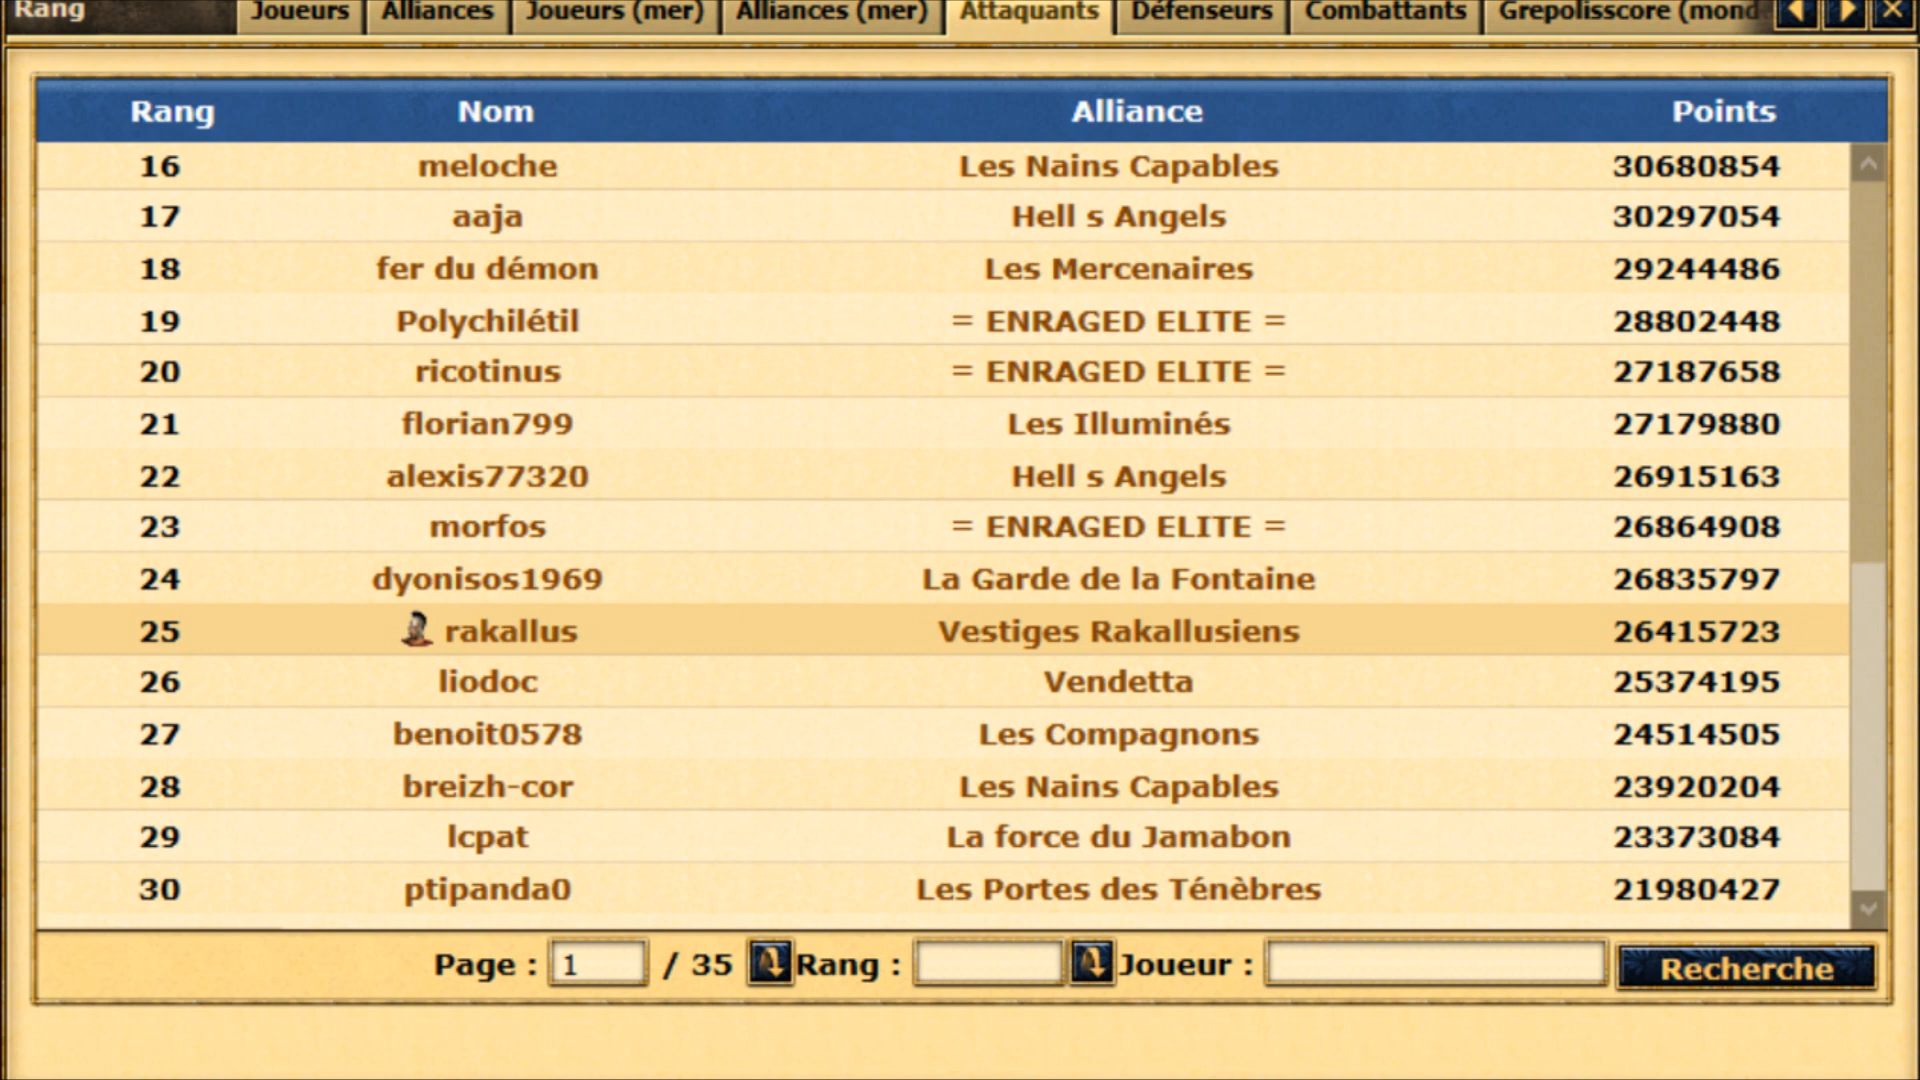 Rang Joueurs Alliances Joueurs (mer) Alliances (mer) Attaquants Défenseurs Combattants Grepolisscore (mond
Rang Nom Alliance Points
16 meloche Les Nains Capables 30680854
17 aaja Hell s Angels 30297054
18 fer du démon Les Mercenaires 29244486
19 Polychilétil = ENRAGED ELITE = 28802448
20 ricotinus = ENRAGED ELITE = 27187658
21 florian799 Les Illuminés 27179880
22 alexis77320 Hell s Angels 26915163
23 morfos = ENRAGED ELITE = 26864908
24 dyonisos1969 La Garde de la Fontaine 26835797
25 rakallus Vestiges Rakallusiens 26415723
26 liodoc Vendetta 25374195
27 benoit0578 Les Compagnons 24514505
28 breizh-cor Les Nains Capables 23920204
29 lcpat La force du Jamabon 23373084
30 ptipanda0 Les Portes des Ténèbres 21980427
Page : 1 / 35 Rang : Joueur : Recherche